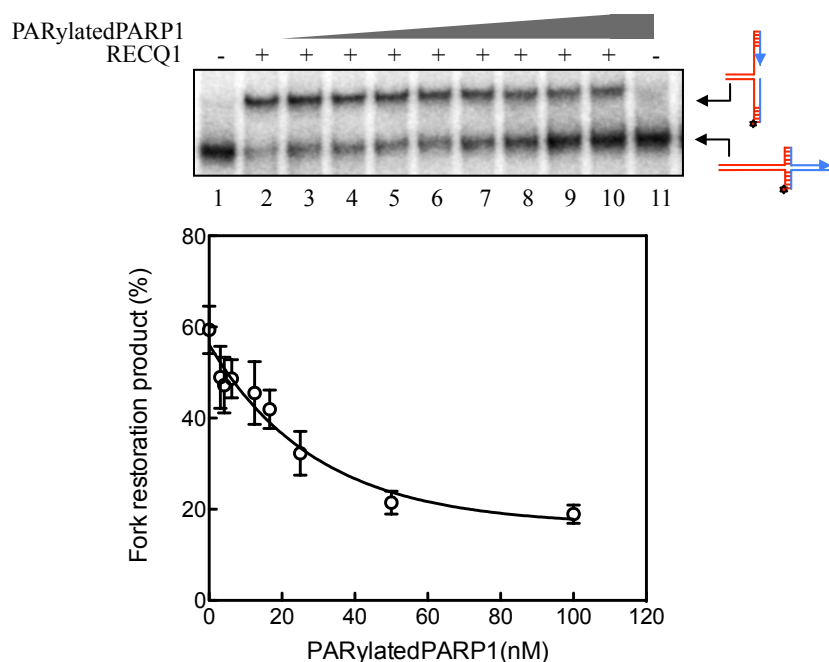 PARylatedPARP1
RECQ1 - + + + + + + + + + -
1 2 3 4 5 6 7 8 9 10 11
80
60
40
20
0
0 20 40 60 80 100 120
Fork restoration product (%)
PARylatedPARP1(nM)